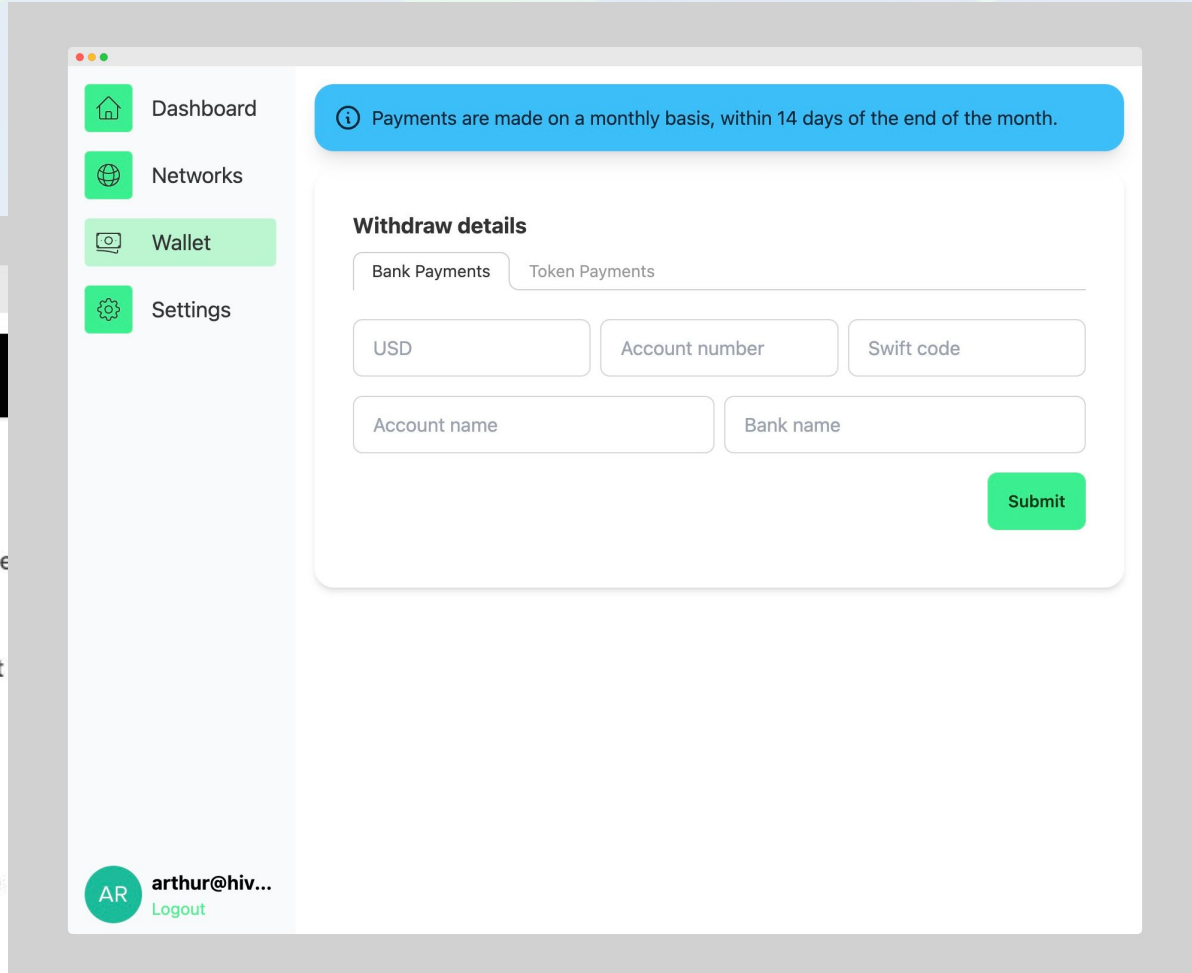 Dashboard
Networks
Wallet
Settings
Payments are made on a monthly basis, within 14 days of the end of the month.
Withdraw details
Bank Payments Token Payments
USD Account number Swift code
Account name Bank name
Submit
AR
arthur@hiv...
Logout